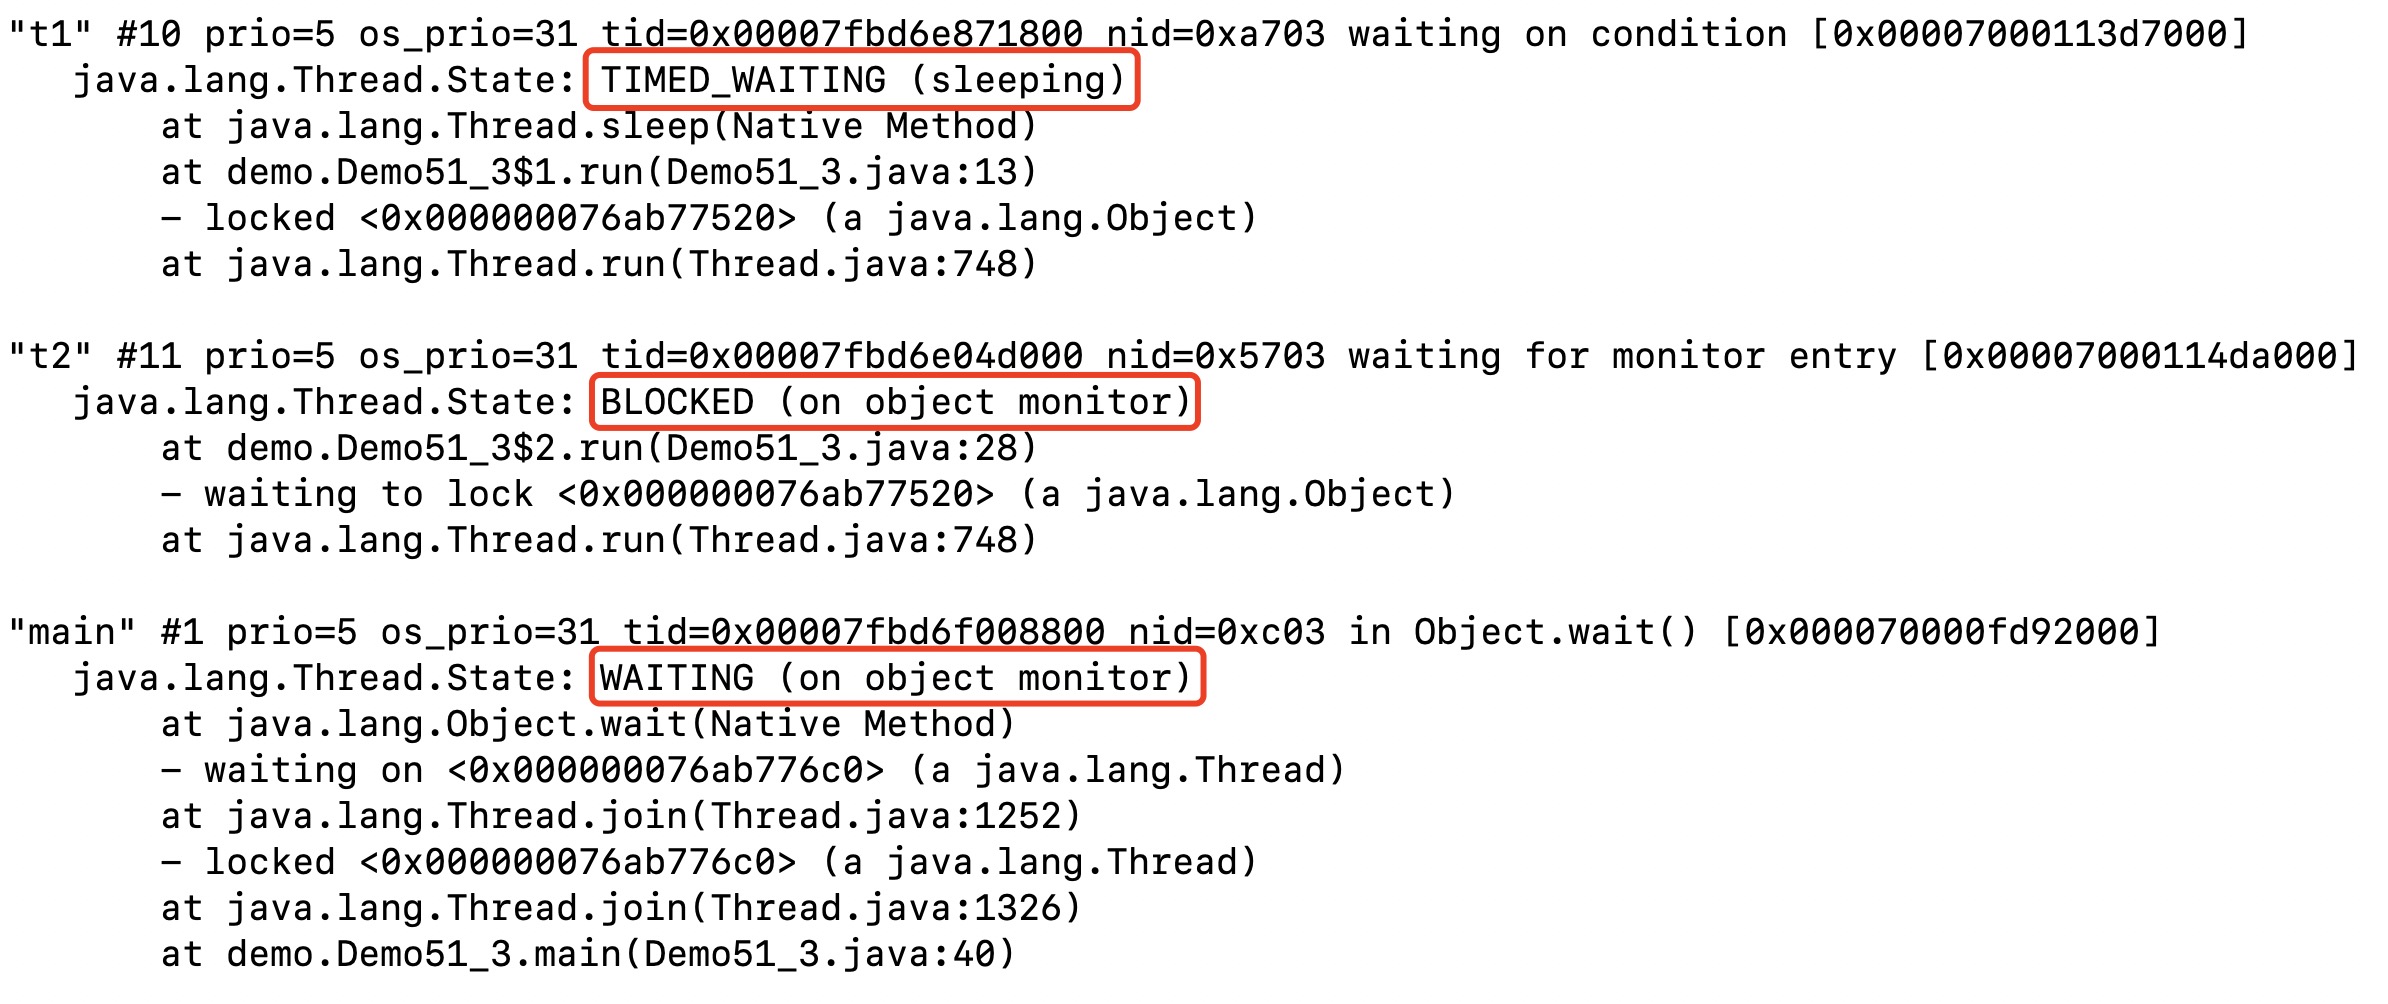 "t1" #10 prio=5 os_prio=31 tid=0x00007fbd6e871800 nid=0xa703 waiting on condition [0x00007000113d7000]
java.lang.Thread.State: TIMED_WAITING (sleeping)
at java.lang.Thread.sleep(Native Method)
at demo.Demo51_3$1.run(Demo51_3.java:13)
- locked <0x000000076ab77520> (a java.lang.Object)
at java.lang.Thread.run(Thread.java:748)
"t2" #11 prio=5 os_prio=31 tid=0x00007fbd6e04d000 nid=0x5703 waiting for monitor entry [0x00007000114da000]
java.lang.Thread.State: BLOCKED (on object monitor)
at demo.Demo51_3$2.run(Demo51_3.java:28)
- waiting to lock <0x000000076ab77520> (a java.lang.Object)
at java.lang.Thread.run(Thread.java:748)
"main" #1 prio=5 os_prio=31 tid=0x00007fbd6f008800 nid=0xc03 in Object.wait() [0x000070000fd92000]
java.lang.Thread.State: WAITING (on object monitor)
at java.lang.Object.wait(Native Method)
- waiting on <0x000000076ab776c0> (a java.lang.Thread)
at java.lang.Thread.join(Thread.java:1252)
- locked <0x000000076ab776c0> (a java.lang.Thread)
at java.lang.Thread.join(Thread.java:1326)
at demo.Demo51_3.main(Demo51_3.java:40)